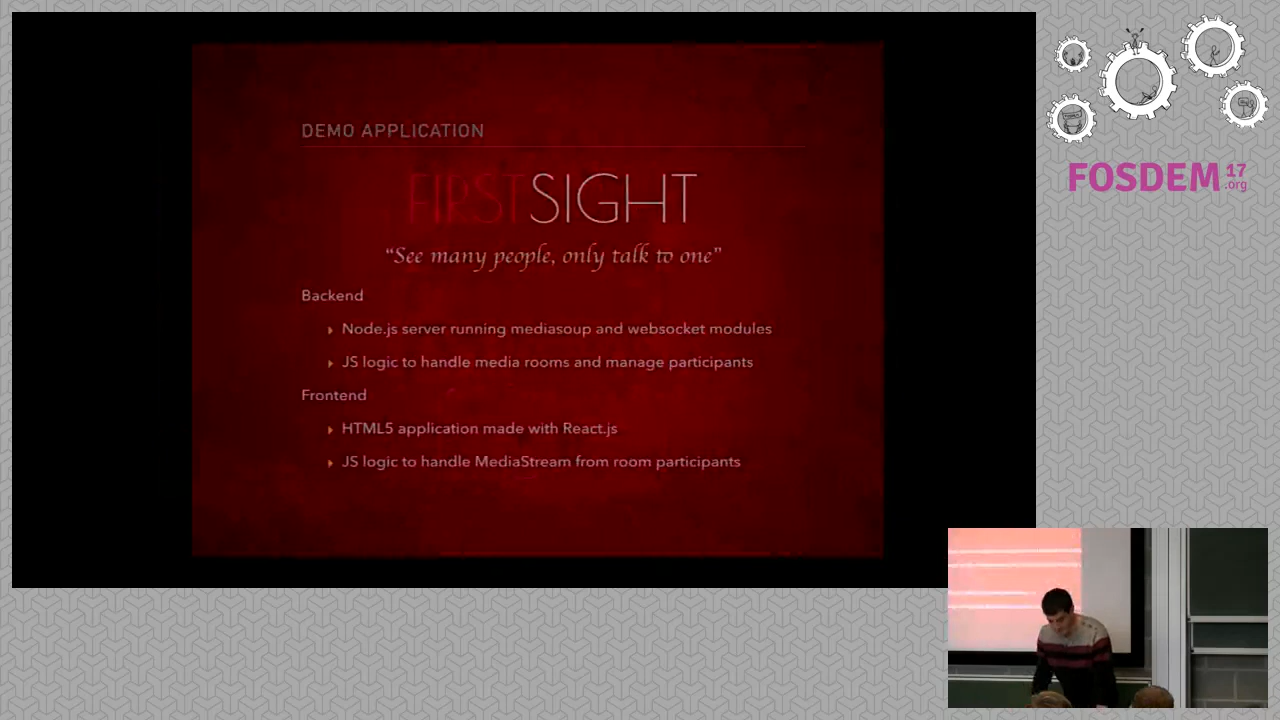 DEMO APPLICATION
FIRSTSIGHT
“See many people, only talk to one”
Backend
Node.js server running mediasoup and websocket modules
JS logic to handle media rooms and manage participants
Frontend
HTML5 application made with React.js
JS logic to handle MediaStream from room participants
FOSDEM 17
.org